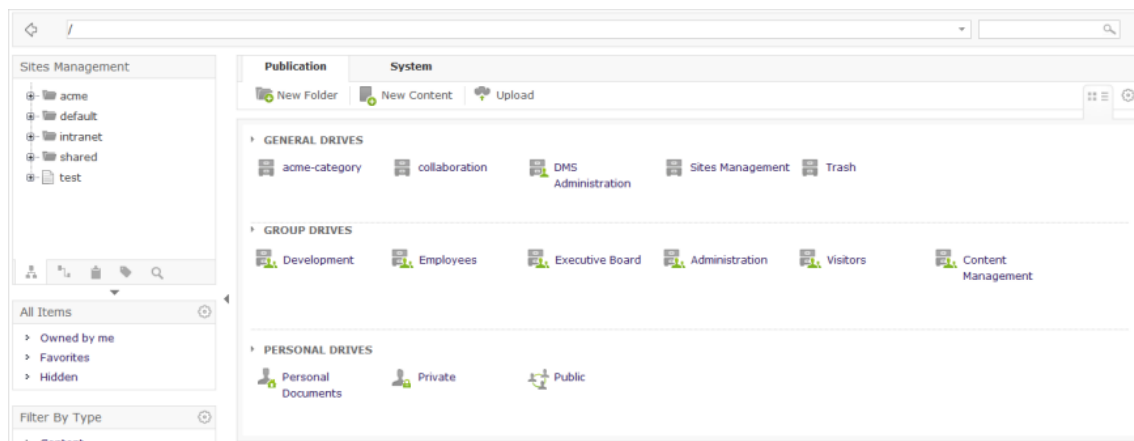 /
Sites Management
acme
default
intranet
shared
test
All Items
Owned by me
Favorites
Hidden
Filter By Type
Content
Publication System
New Folder New Content Upload
GENERAL DRIVES
acme-category collaboration DMS Administration Sites Management Trash
GROUP DRIVES
Development Employees Executive Board Administration Visitors Content Management
PERSONAL DRIVES
Personal Documents Private Public